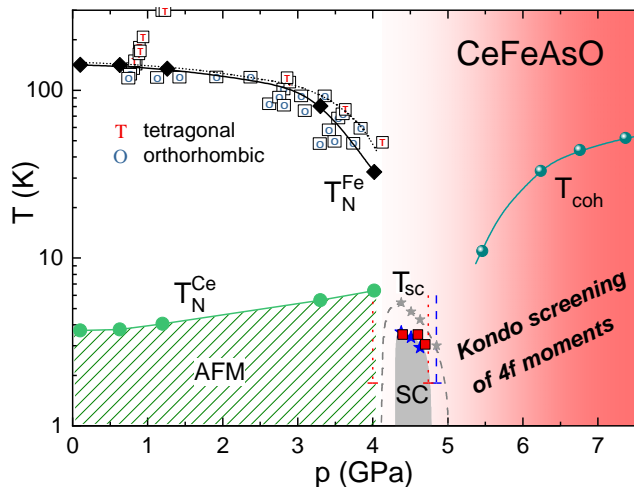 CeFeAsO
100
10
1
T (K)
T tetragonal
O orthorhombic
T_N^Fe
T_coh
T_N^Ce
T_sc
AFM
SC
Kondo screening
of 4f moments
0 1 2 3 4 5 6 7
p (GPa)